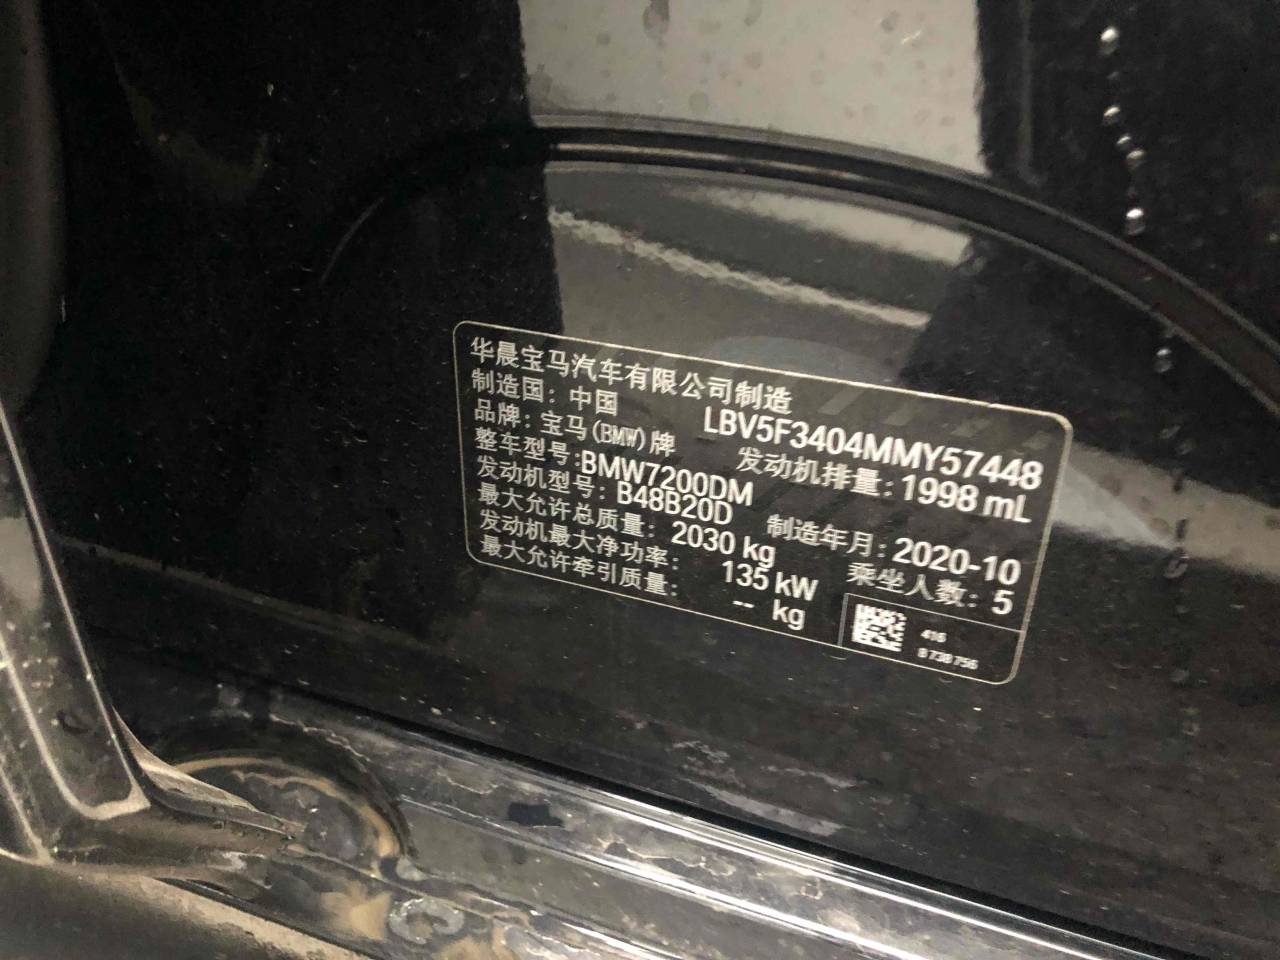 华晨宝马汽车有限公司制造
制造国：中国 LBV5F3404MMY57448
品牌：宝马(BMW)牌 发动机排量：1998 mL
整车型号：BMW7200DM
发动机型号：B48B20D 制造年月：2020-10
最大允许总质量：2030 kg 乘坐人数：5
发动机最大净功率：135 kW
最大允许牵引质量：-- kg
416
8 738 756